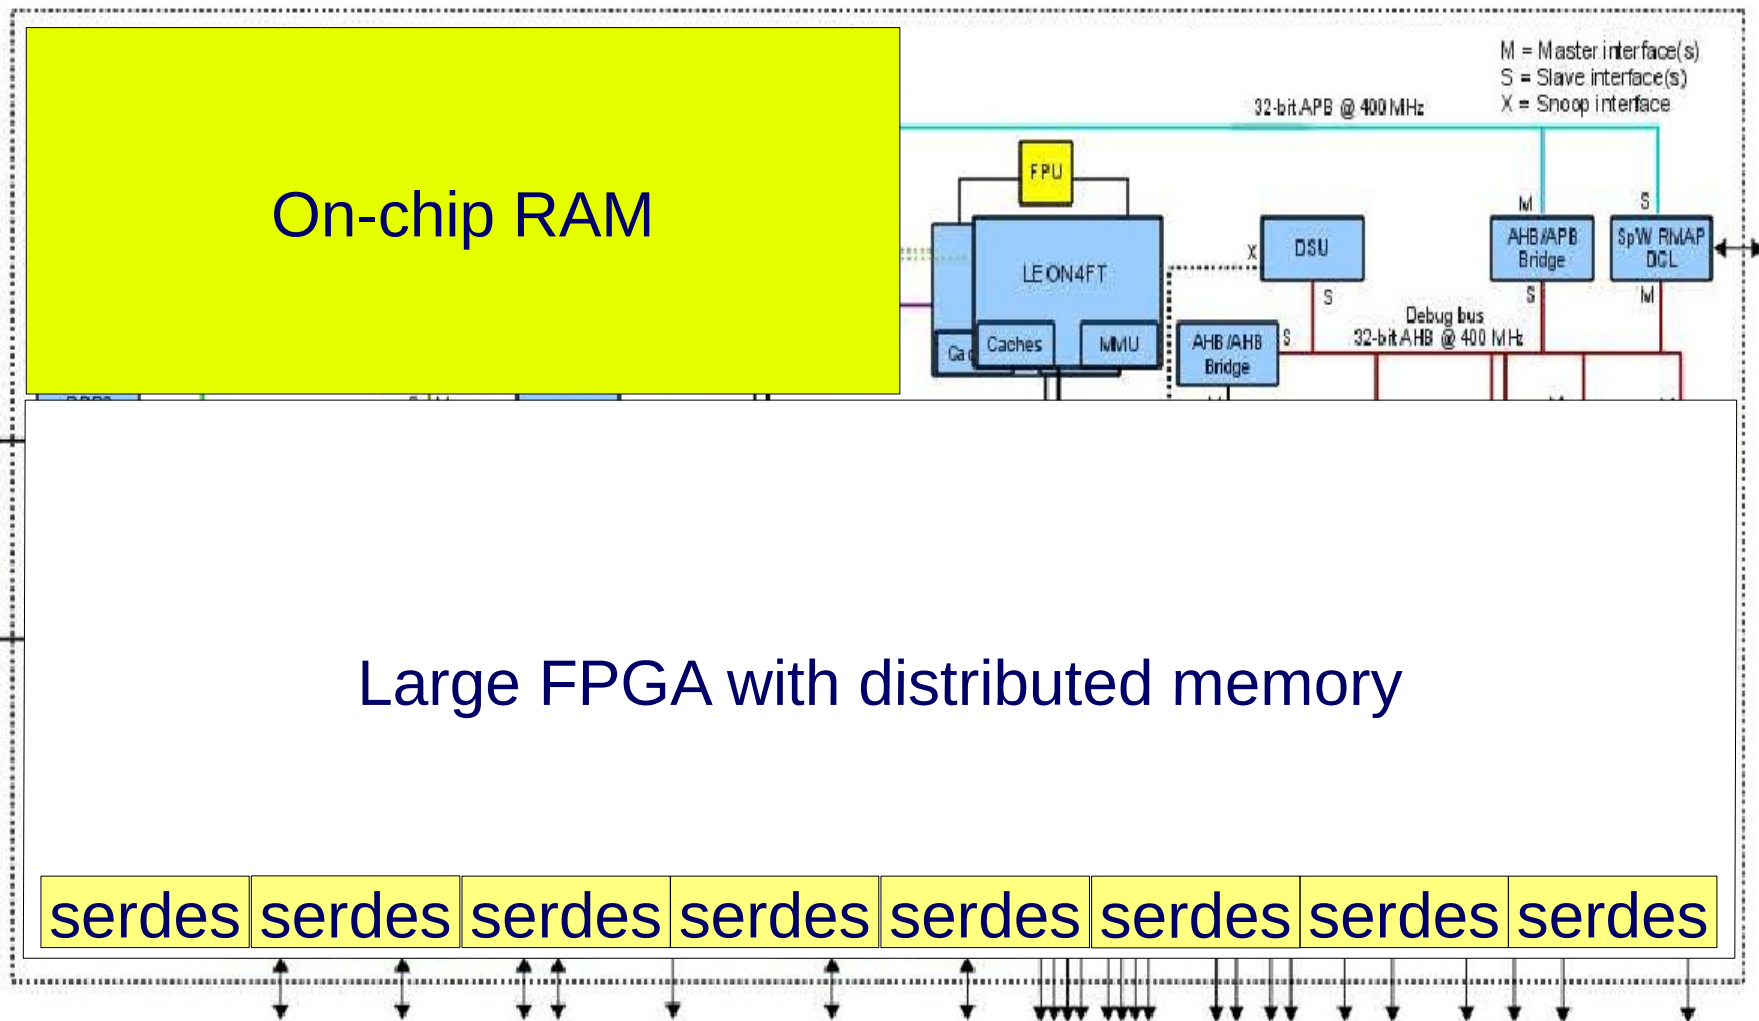 M = Master interface(s)
S = Slave interface(s)
X = Snoop interface
32-bit APB @ 400 MHz
On-chip RAM
FPU
M
S
LEON4FT
X
DSU
AHB/APB
Bridge
SpW RMAP
DCL
S
S
M
Debug bus
32-bit AHB @ 400 MHz
Caches
MMU
AHB/AHB
Bridge
S
Large FPGA with distributed memory
serdes serdes serdes serdes serdes serdes serdes serdes